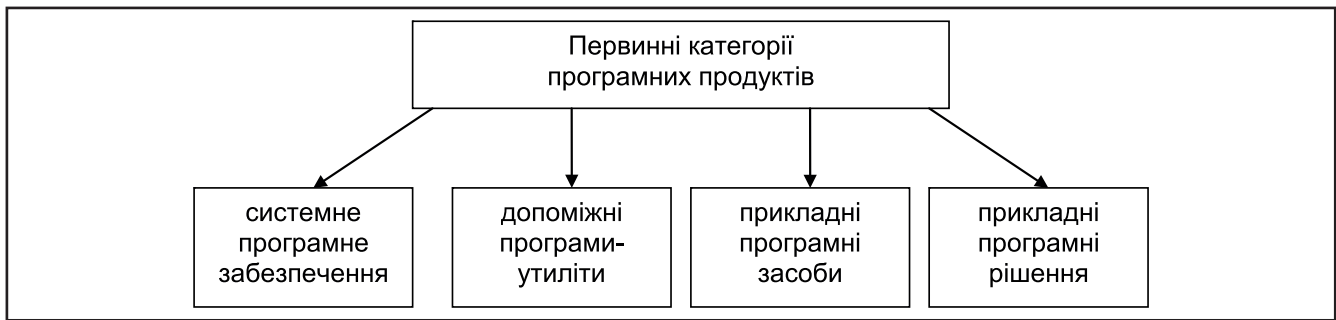 Первинні категорії
програмних продуктів
системне
програмне
забезпечення
допоміжні
програми-
утиліти
прикладні
програмні
засоби
прикладні
програмні
рішення